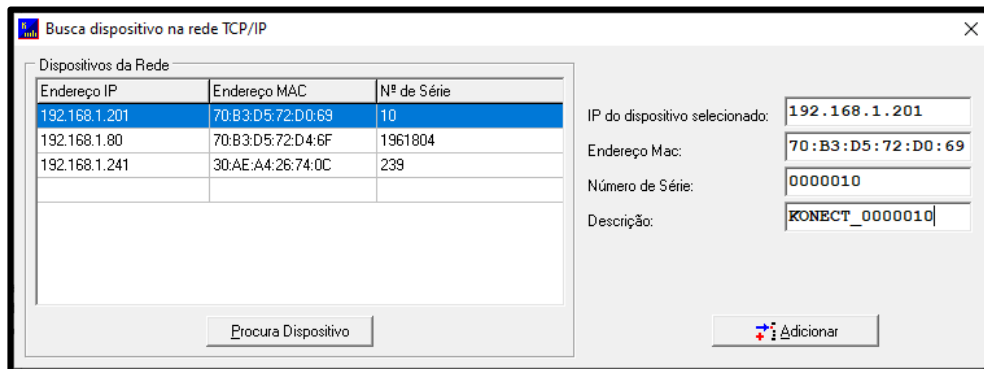 Busca dispositivo na rede TCP/IP
Dispositivos da Rede
Endereço IP Endereço MAC Nº de Série
192.168.1.201 70:B3:D5:72:D0:69 10
192.168.1.80 70:B3:D5:72:D4:6F 1961804
192.168.1.241 30:AE:A4:26:74:0C 239
Procura Dispositivo
IP do dispositivo selecionado: 192.168.1.201
Endereço Mac: 70:B3:D5:72:D0:69
Número de Série: 0000010
Descrição: KONECT_0000010
Adicionar